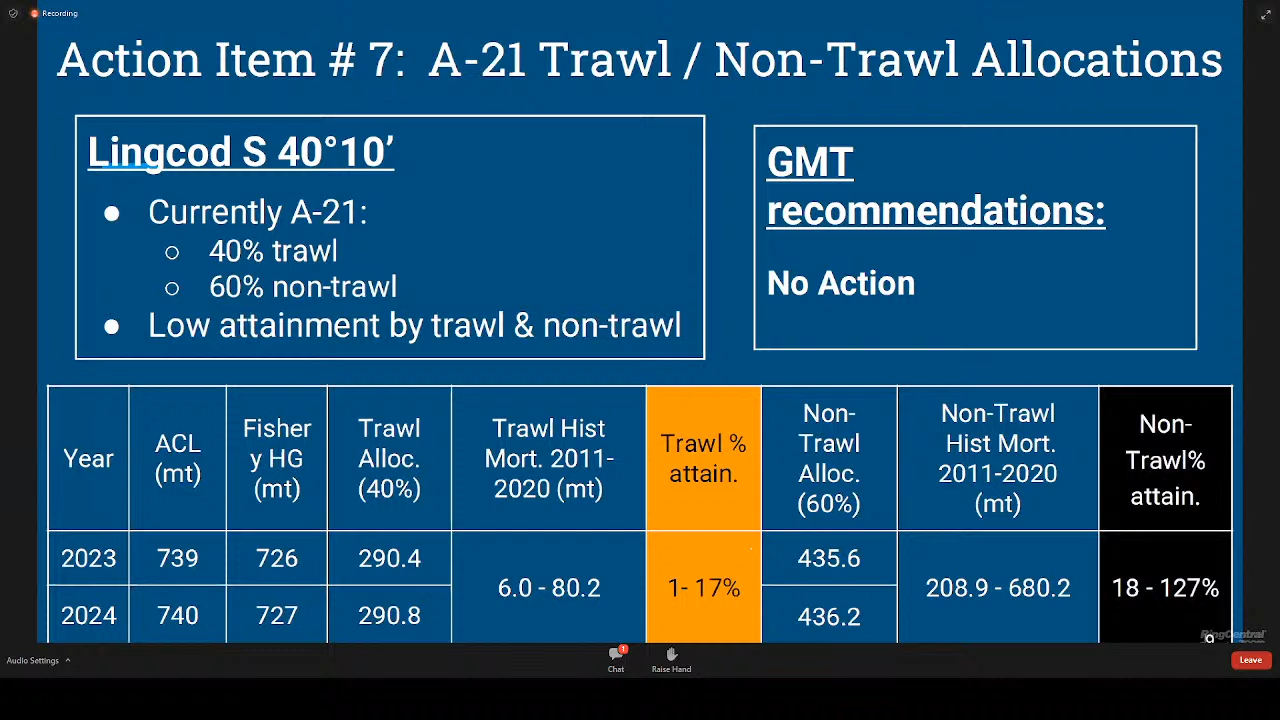 Recording
Action Item # 7: A-21 Trawl / Non-Trawl Allocations
Lingcod S 40°10’
● Currently A-21:
○ 40% trawl
○ 60% non-trawl
● Low attainment by trawl & non-trawl
GMT
recommendations:
No Action
Year
ACL
(mt)
Fisher
y HG
(mt)
Trawl
Alloc.
(40%)
Trawl Hist
Mort. 2011-
2020 (mt)
Trawl %
attain.
Non-
Trawl
Alloc.
(60%)
Non-Trawl
Hist Mort.
2011-2020
(mt)
Non-
Trawl%
attain.
2023
739
726
290.4
6.0 - 80.2
1- 17%
435.6
208.9 - 680.2
18 - 127%
2024
740
727
290.8
436.2
RingCentral
9
Audio Settings
1
Chat
Raise Hand
Leave